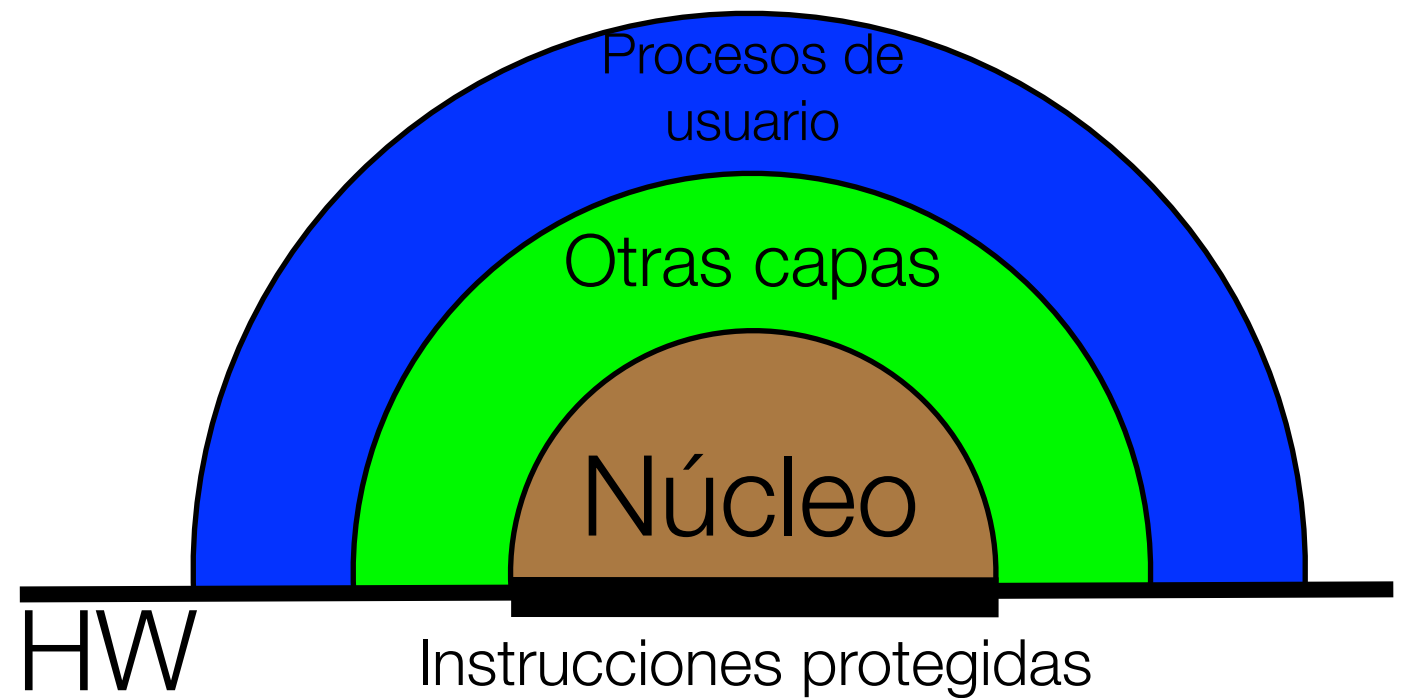 Procesos de
usuario
Otras capas
Núcleo
HW
Instrucciones protegidas